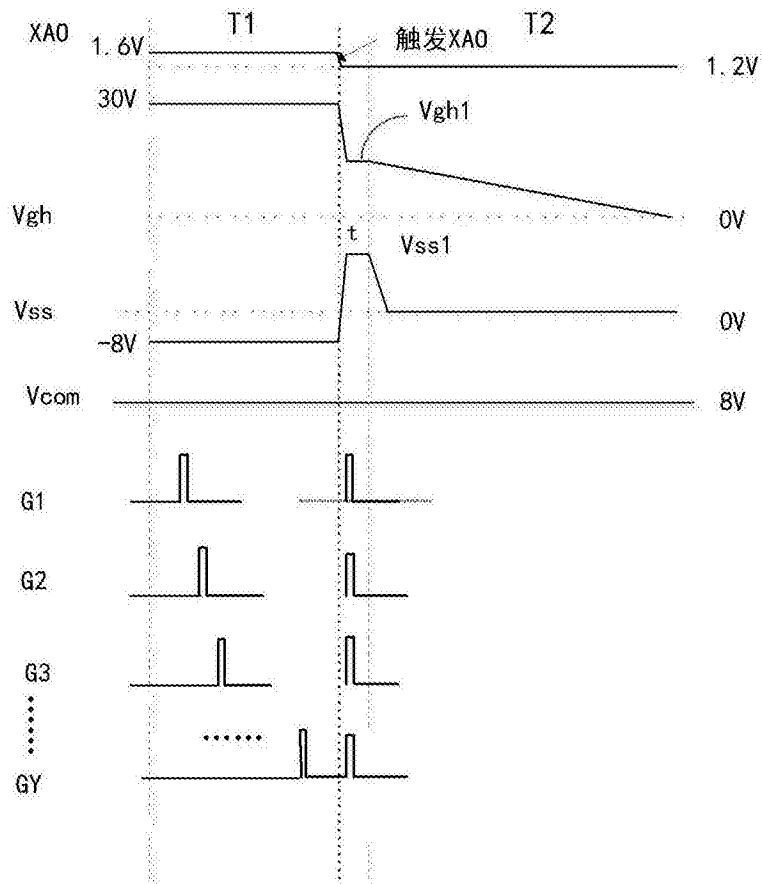 XAO
T1
T2
1.6V
触发XAO
1.2V
30V
Vgh1
Vgh
0V
t
Vss1
Vss
0V
-8V
Vcom
8V
G1
G2
G3
GY